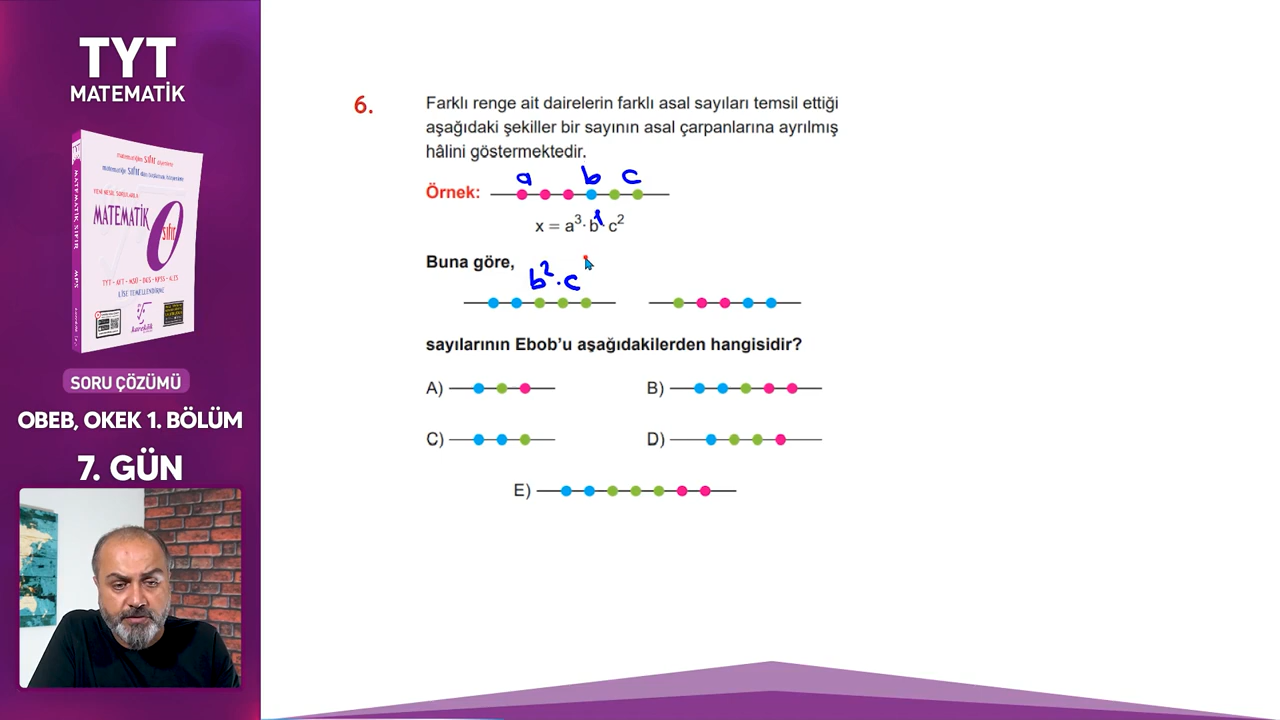 TYT
MATEMATİK
MATEMATİK
sıfır
SORU ÇÖZÜMÜ
OBEB, OKEK 1. BÖLÜM
7. GÜN
6.
Farklı renge ait dairelerin farklı asal sayıları temsil ettiği
aşağıdaki şekiller bir sayının asal çarpanlarına ayrılmış
hâlini göstermektedir.
a b c
Örnek:
x = a³· b¹ c²
Buna göre,
b²·c
sayılarının Ebob’u aşağıdakilerden hangisidir?
A)
B)
C)
D)
E)